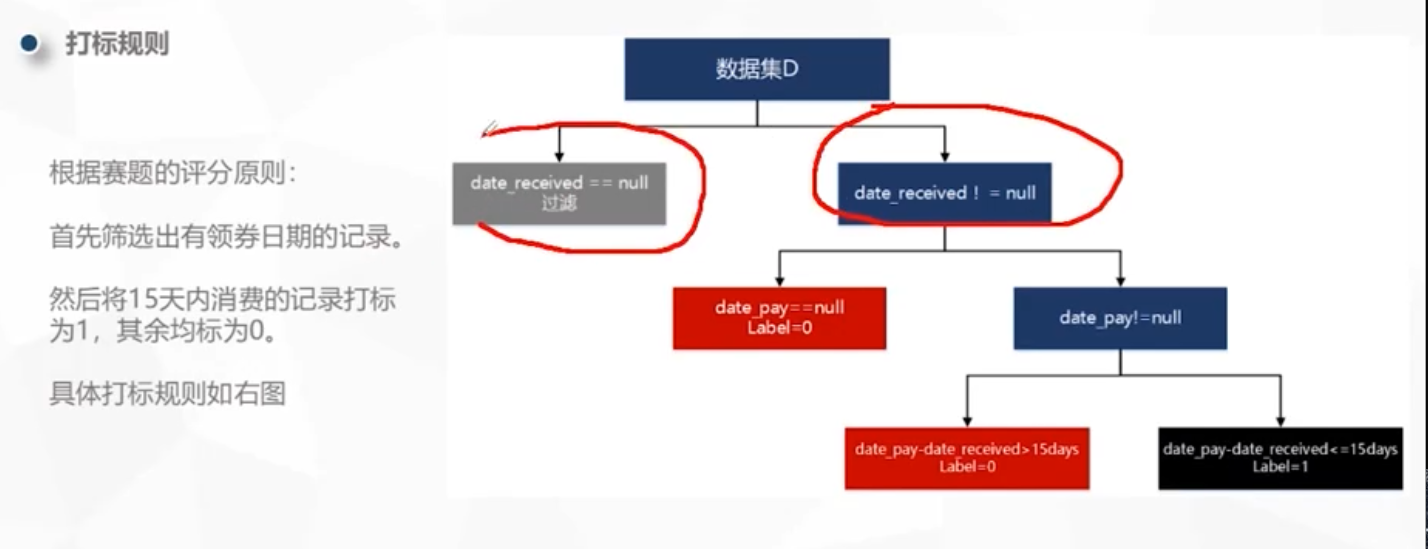 打标规则
根据赛题的评分原则：
首先筛选出有领券日期的记录。
然后将15天内消费的记录打标
为1，其余均标为0。
具体打标规则如右图
数据集D
date_received == null
过滤
date_received！= null
date_pay==null
Label=0
date_pay!=null
date_pay-date_received>15days
Label=0
date_pay-date_received<=15days
Label=1